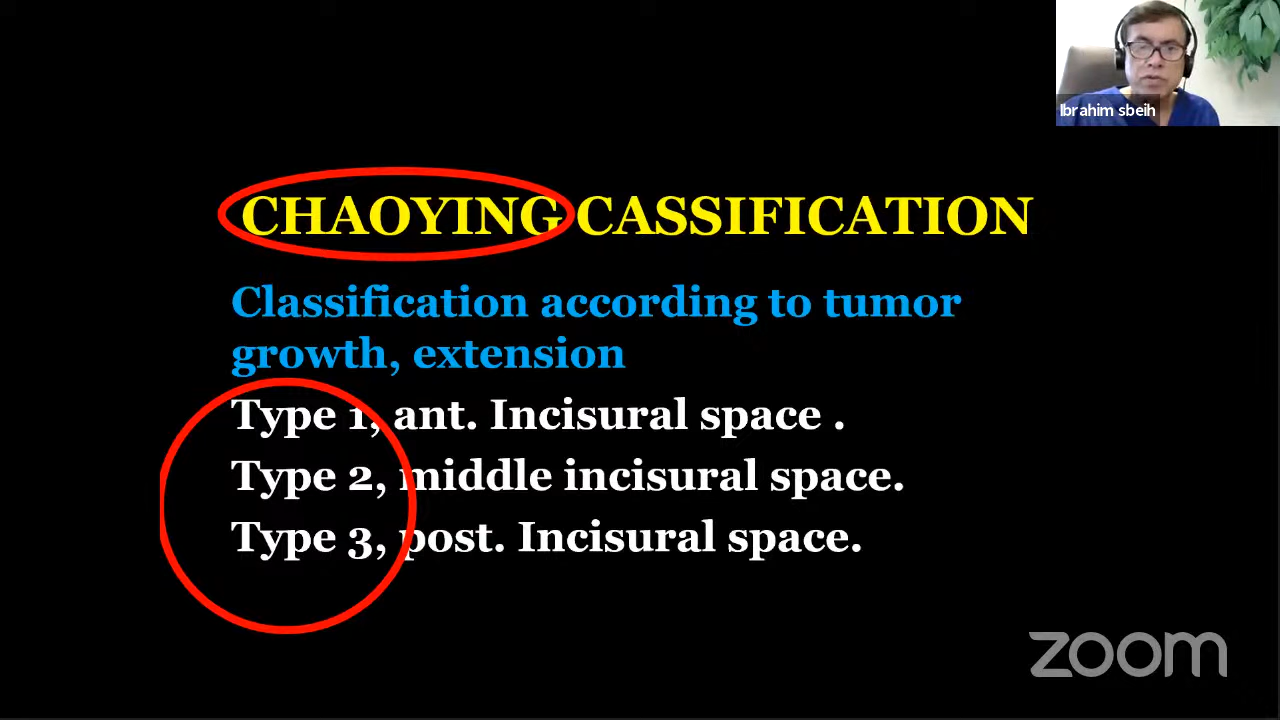 Ibrahim sbeih
CHAOYING CASSIFICATION
Classification according to tumor
growth, extension
Type 1, ant. Incisural space .
Type 2, middle incisural space.
Type 3, post. Incisural space.
zoom